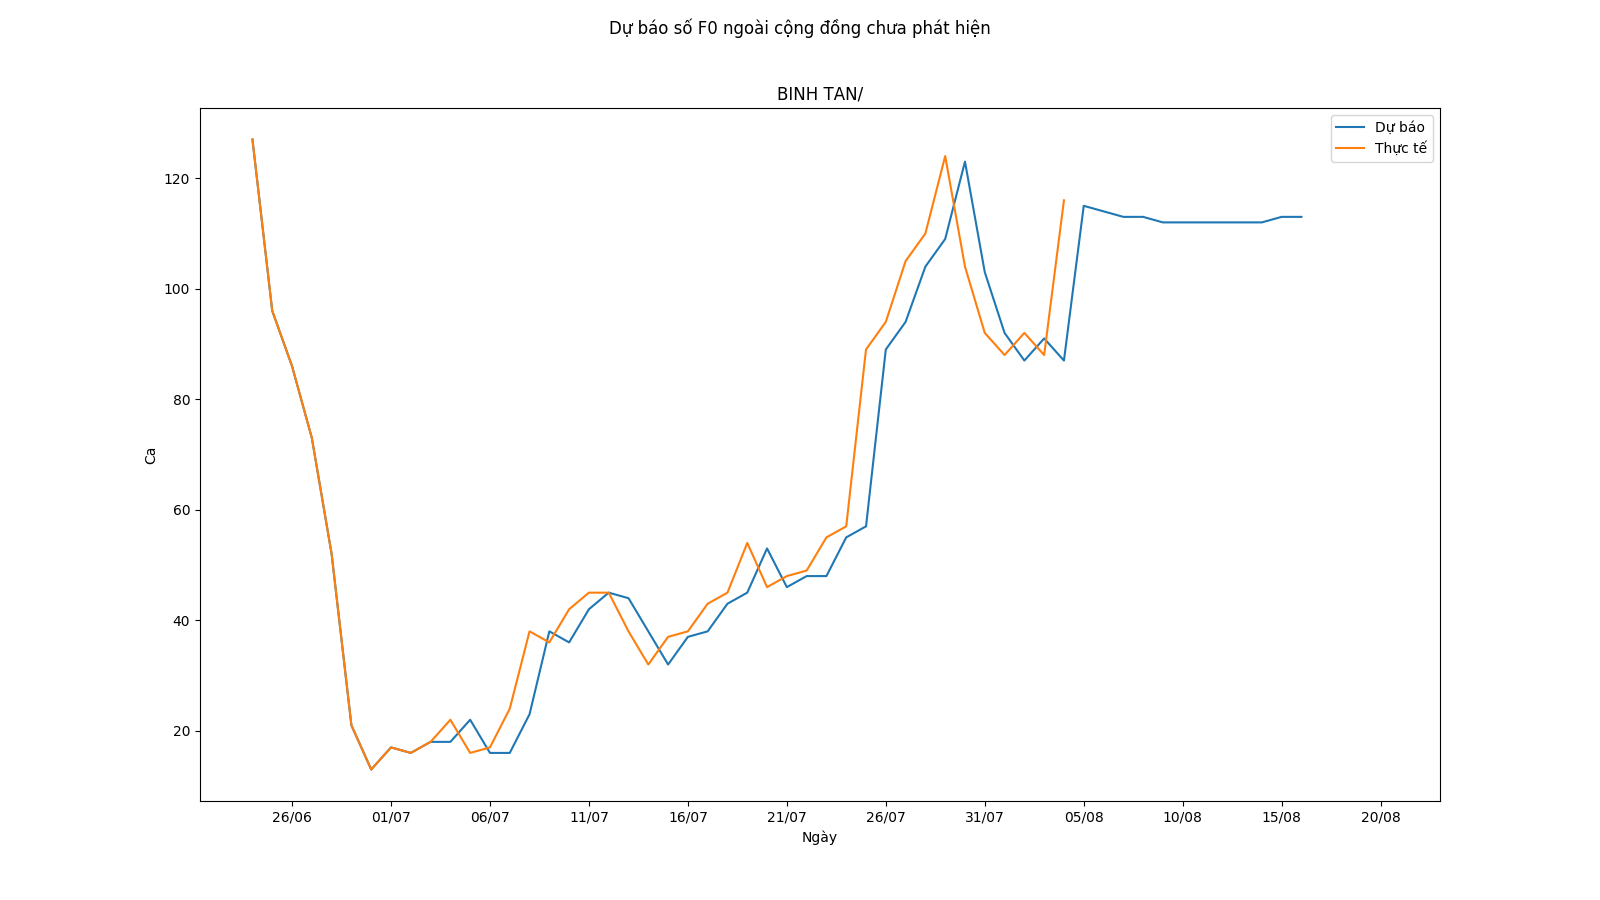 Dự báo số F0 ngoài cộng đồng chưa phát hiện
BINH TAN/
Dự báo
Thực tế
120
100
80
60
40
20
Ca
26/06 01/07 06/07 11/07 16/07 21/07 26/07 31/07 05/08 10/08 15/08 20/08
Ngày